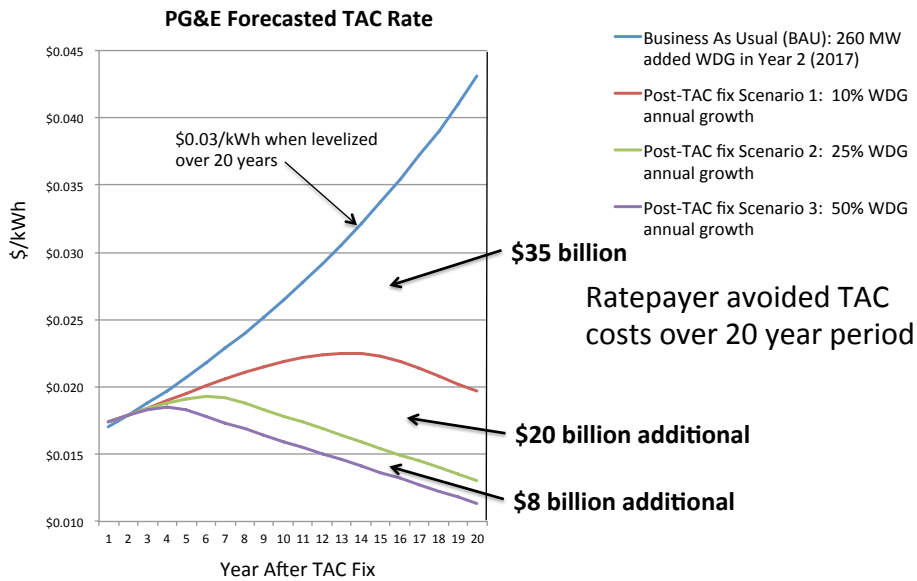 PG&E Forecasted TAC Rate
$0.045
$0.040
$0.035
$0.030
$0.025
$0.020
$0.015
$0.010
$/kWh
1 2 3 4 5 6 7 8 9 10 11 12 13 14 15 16 17 18 19 20
Year After TAC Fix
$0.03/kWh when levelized
over 20 years
Business As Usual (BAU): 260 MW
added WDG in Year 2 (2017)
Post-TAC fix Scenario 1: 10% WDG
annual growth
Post-TAC fix Scenario 2: 25% WDG
annual growth
Post-TAC fix Scenario 3: 50% WDG
annual growth
$35 billion
Ratepayer avoided TAC
costs over 20 year period
$20 billion additional
$8 billion additional